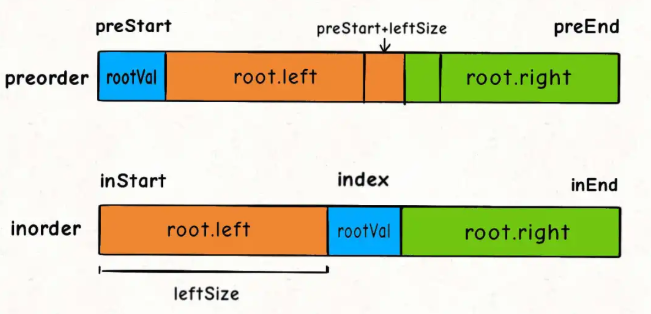 preStart preStart+leftSize preEnd
preorder rootVal root.left root.right
inStart index inEnd
inorder root.left rootVal root.right
leftSize